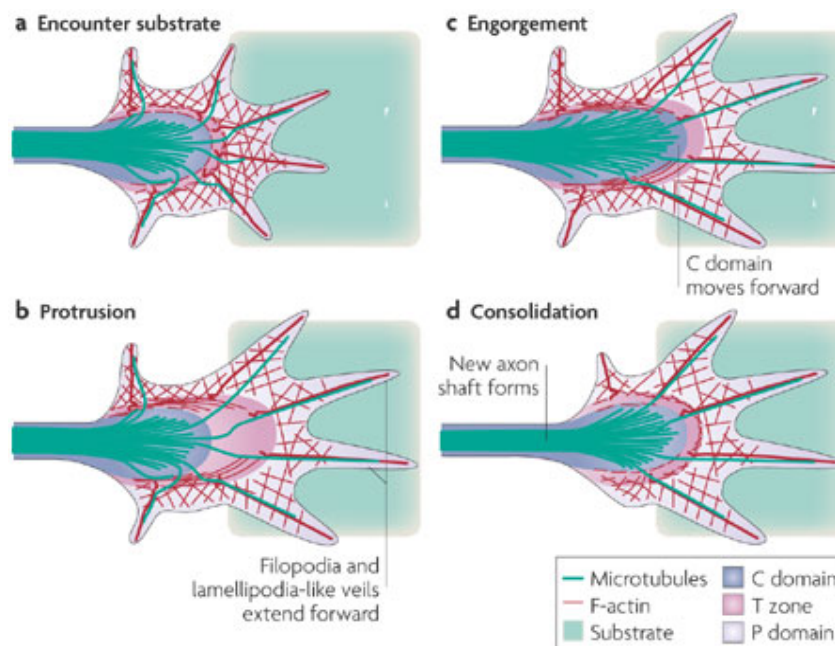 a Encounter substrate
c Engorgement
C domain
moves forward
b Protrusion
d Consolidation
New axon
shaft forms
Filopodia and
lamellipodia-like veils
extend forward
Microtubules
F-actin
Substrate
C domain
T zone
P domain